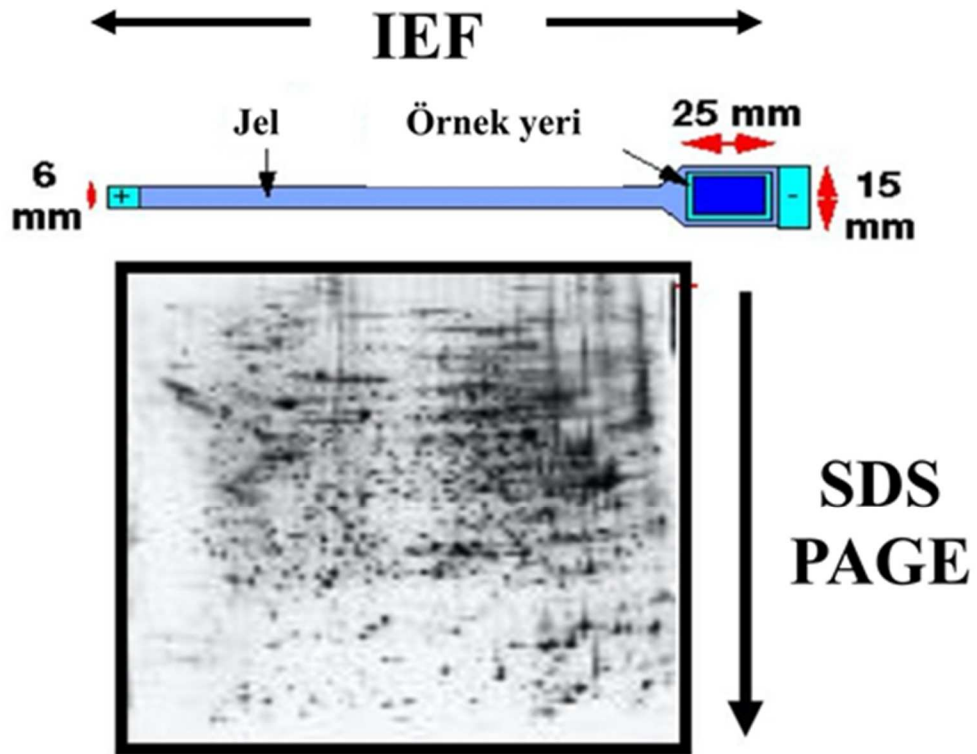 IEF
Jel
Örnek yeri
25 mm
6
mm
+
-
15
mm
SDS
PAGE